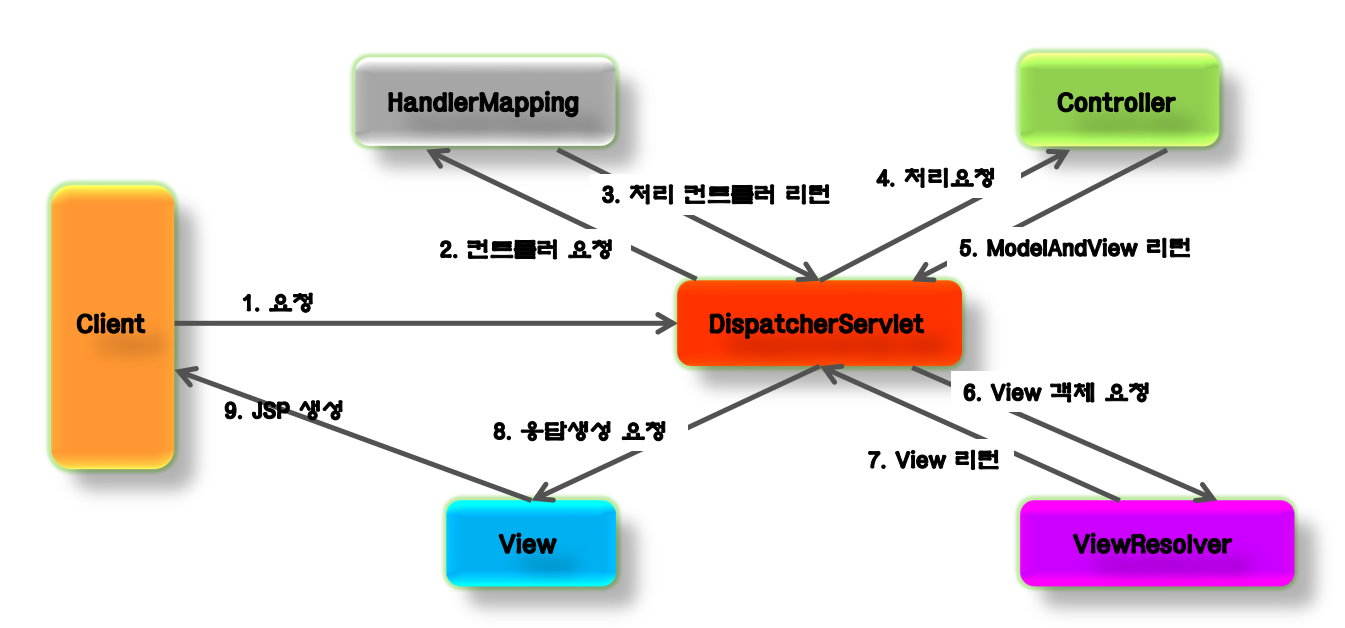 HandlerMapping
Controller
3. 처리 컨트롤러 리턴
4. 처리요청
2. 컨트롤러 요청
5. ModelAndView 리턴
1. 요청
Client
DispatcherServlet
6. View 객체 요청
9. JSP 생성
8. 응답생성 요청
7. View 리턴
View
ViewResolver